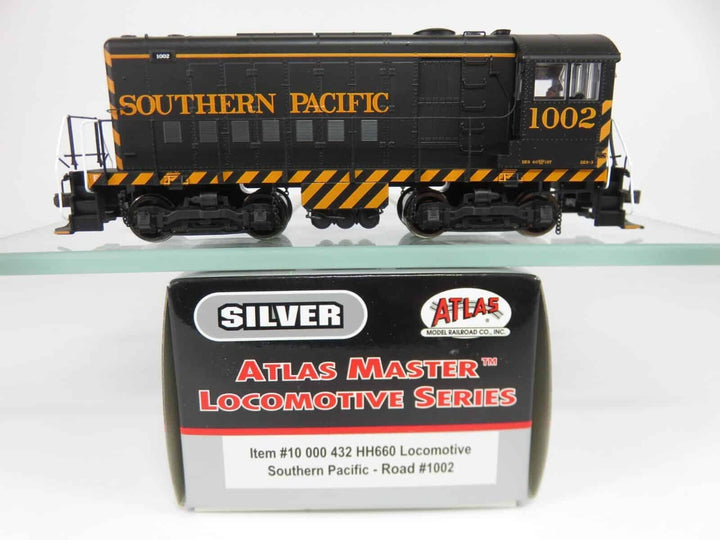 1002
SOUTHERN PACIFIC
1002
SILVER
ATLAS
MODEL RAILROAD CO., INC.
ATLAS MASTER™
LOCOMOTIVE SERIES
Item #10 000 432 HH660 Locomotive
Southern Pacific - Road #1002